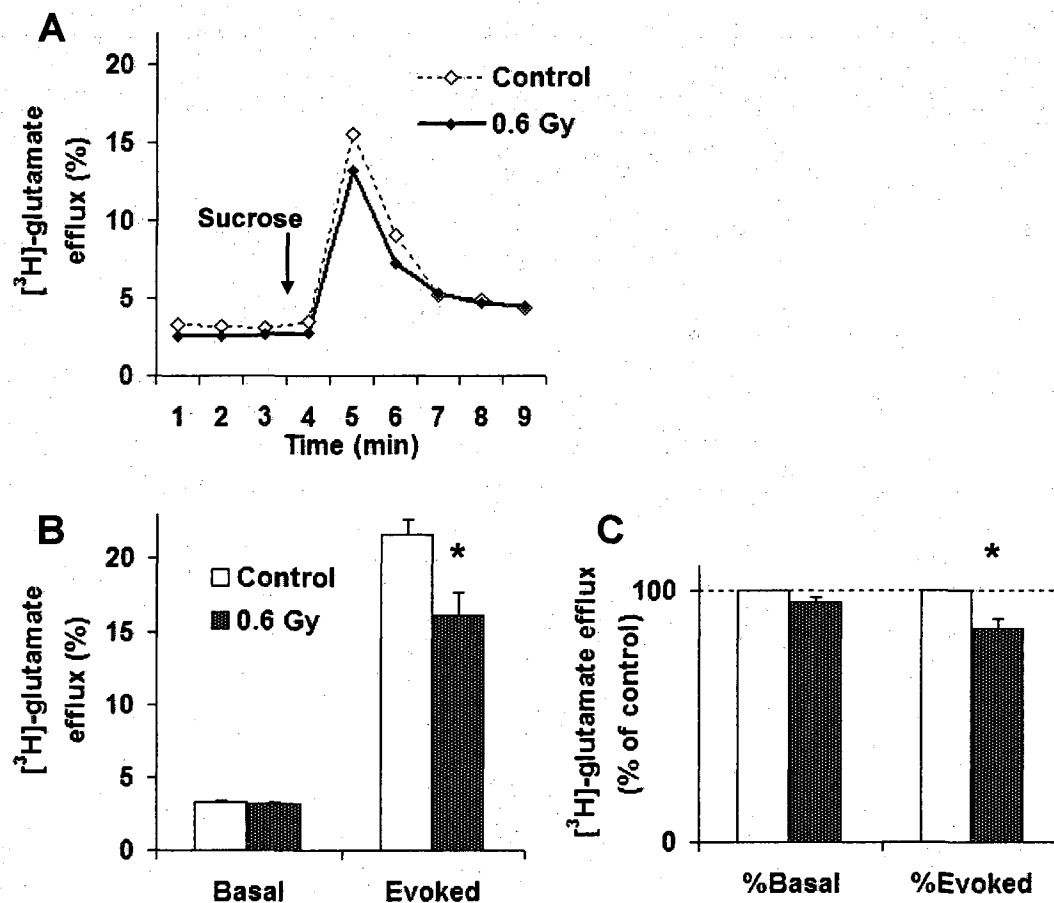 A
20
15
10
5
0
[³H]-glutamate
efflux (%)
Control
0.6 Gy
Sucrose
1 2 3 4 5 6 7 8 9
Time (min)
B
20
15
10
5
0
[³H]-glutamate
efflux (%)
Control
0.6 Gy
*
Basal Evoked
C
100
0
[³H]-glutamate efflux
(% of control)
*
%Basal %Evoked